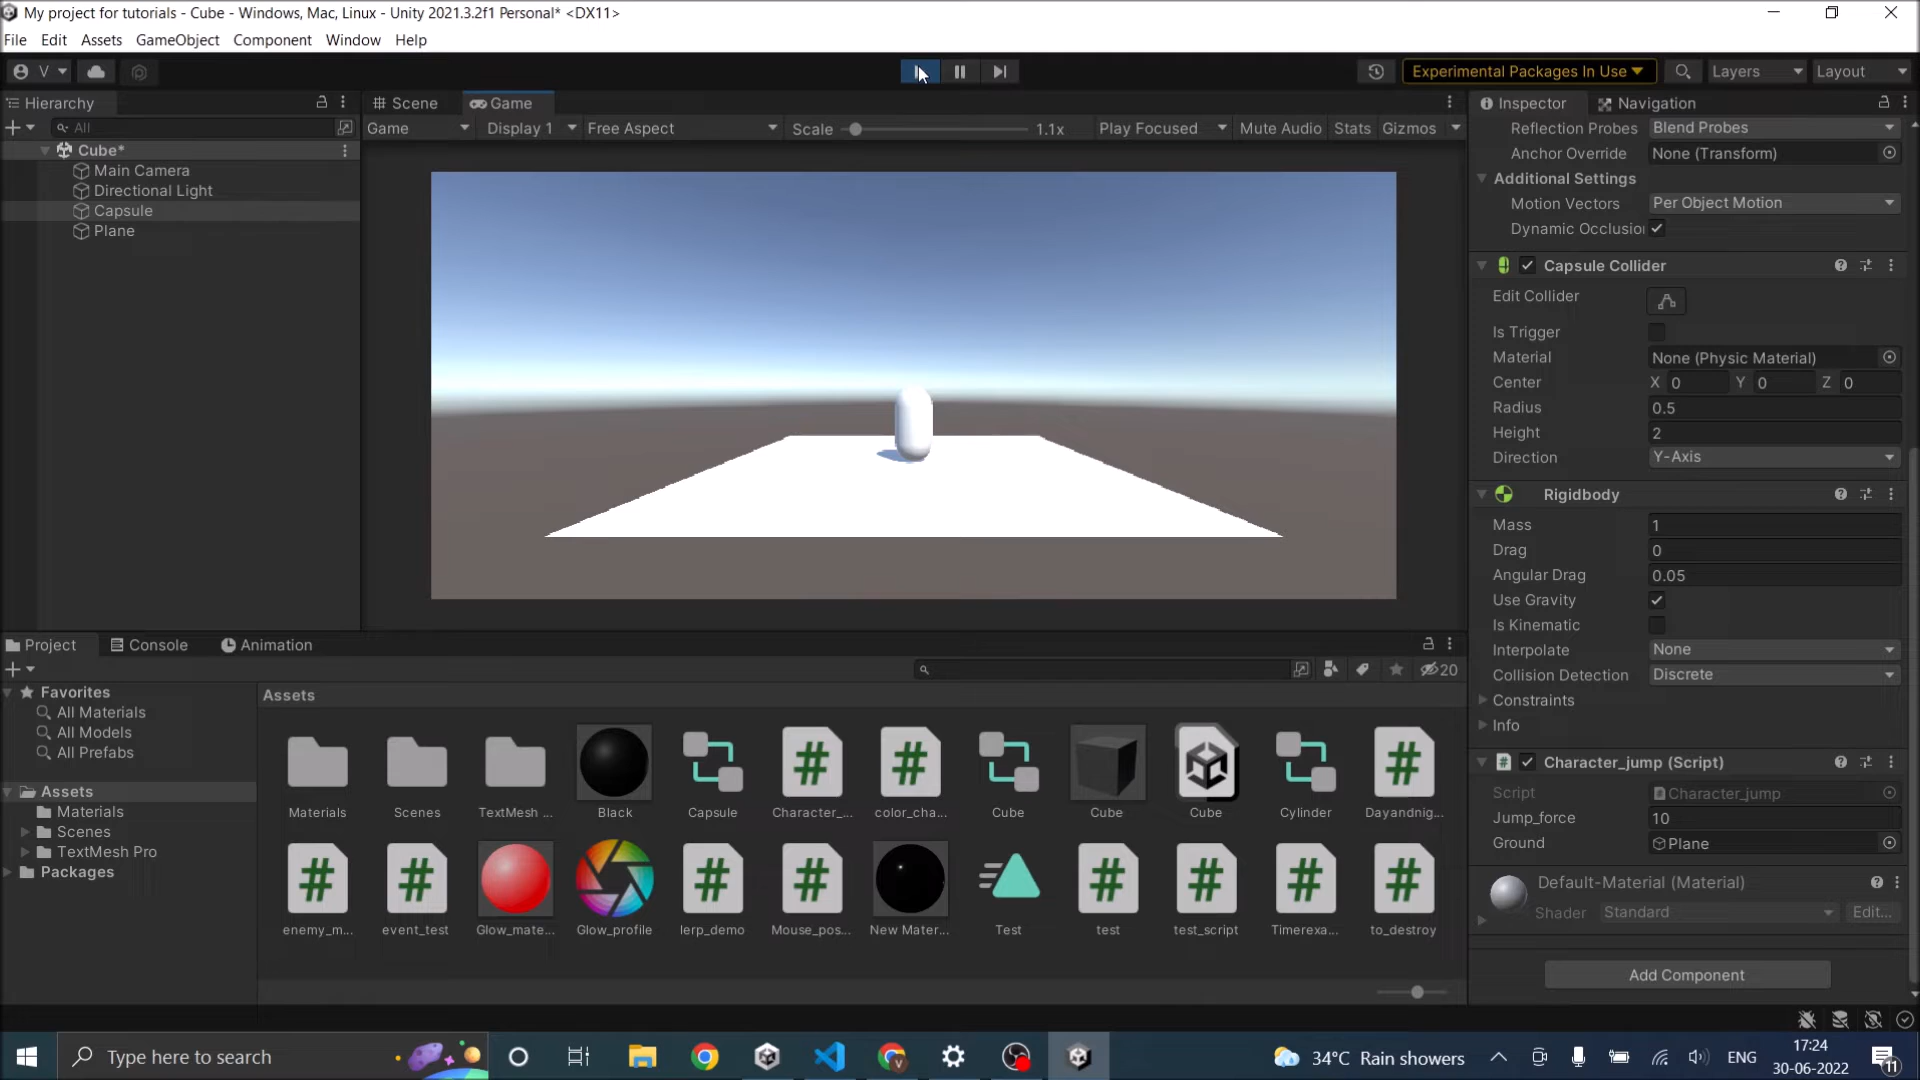 My project for tutorials - Cube - Windows, Mac, Linux - Unity 2021.3.2f1 Personal* <DX11>
File Edit Assets GameObject Component Window Help
V
Experimental Packages In Use
Layers
Layout
Hierarchy
All
Cube*
Main Camera
Directional Light
Capsule
Plane
Scene
Game
Game Display 1 Free Aspect Scale 1.1x Play Focused Mute Audio Stats Gizmos
Inspector
Navigation
Reflection Probes Blend Probes
Anchor Override None (Transform)
Additional Settings
Motion Vectors Per Object Motion
Dynamic Occlusio
Capsule Collider
Edit Collider
Is Trigger
Material None (Physic Material)
Center X 0 Y 0 Z 0
Radius 0.5
Height 2
Direction Y-Axis
Rigidbody
Mass 1
Drag 0
Angular Drag 0.05
Use Gravity
Is Kinematic
Interpolate None
Collision Detection Discrete
Constraints
Info
Character_jump (Script)
Script Character_jump
Jump_force 10
Ground Plane
Default-Material (Material)
Shader Standard Edit...
Add Component
Project
Console
Animation
20
Favorites
All Materials
All Models
All Prefabs
Assets
Materials
Scenes
TextMesh Pro
Packages
Assets
Materials Scenes TextMesh ... Black Capsule Character_... color_cha... Cube Cube Cube Cylinder Dayandnig...
enemy_m... event_test Glow_mate... Glow_profile lerp_demo Mouse_pos... New Mater... Test test test_script Timerexa... to_destroy
Type here to search
34°C Rain showers
ENG
17:24
30-06-2022
11